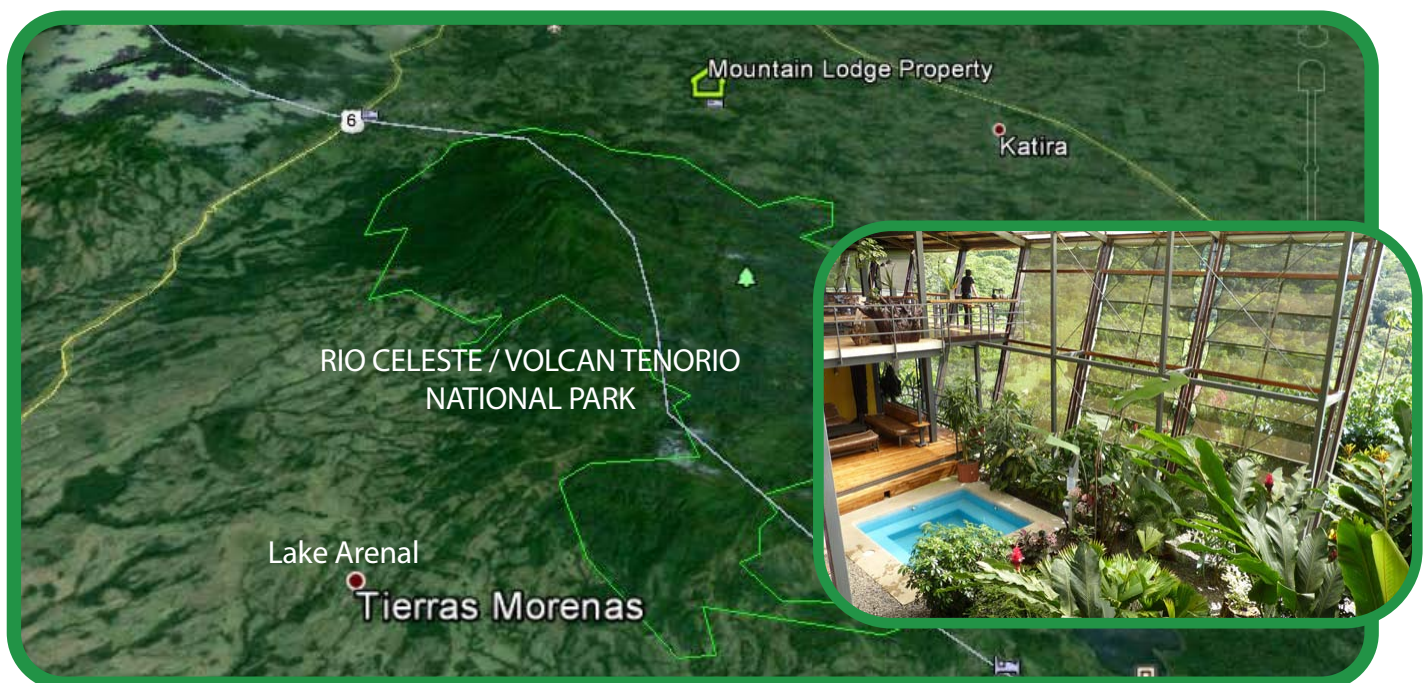 Mountain Lodge Property
6
Katira
RIO CELESTE / VOLCAN TENORIO
NATIONAL PARK
Lake Arenal
Tierras Morenas